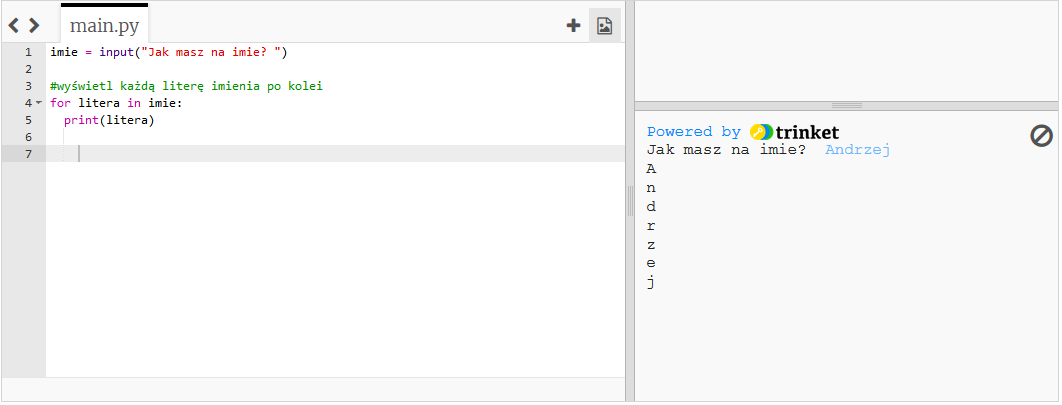 main.py
1 imie = input("Jak masz na imie? ")
2
3 #wyświetl każdą literę imienia po kolei
4 for litera in imie:
5 print(litera)
6
7
Powered by trinket
Jak masz na imie? Andrzej
A
n
d
r
z
e
j